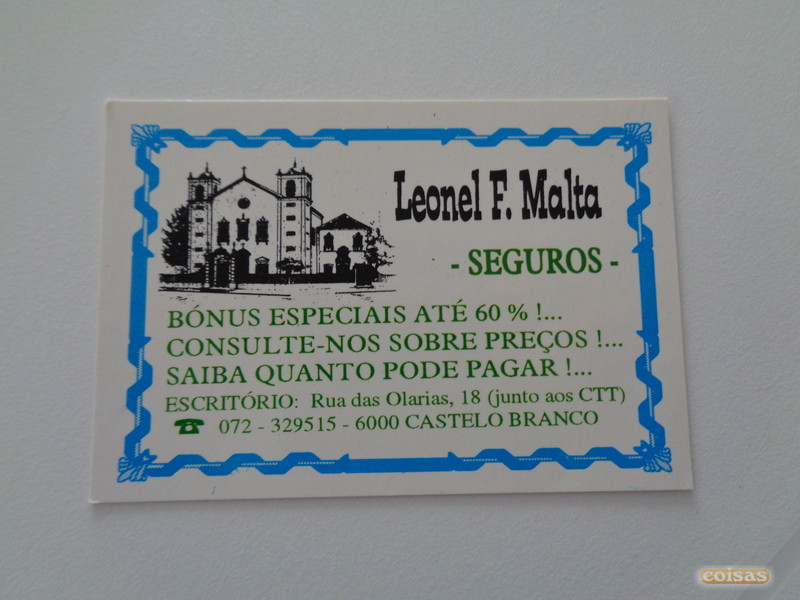 Leonel F. Malta
- SEGUROS -
BÓNUS ESPECIAIS ATÉ 60 % !...
CONSULTE-NOS SOBRE PREÇOS !...
SAIBA QUANTO PODE PAGAR !...
ESCRITÓRIO: Rua das Olarias, 18 (junto aos CTT)
☎ 072 - 329515 - 6000 CASTELO BRANCO
coisas